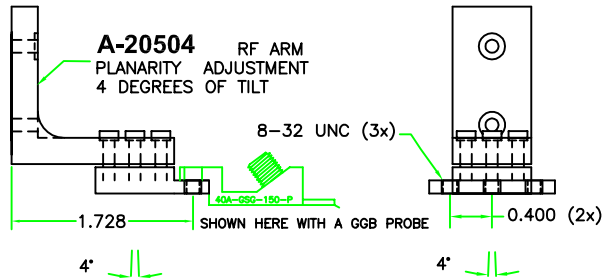 A-20504 RF ARM
PLANARITY ADJUSTMENT
4 DEGREES OF TILT
8-32 UNC (3x)
40A-GSG-150-P
1.728
SHOWN HERE WITH A GGB PROBE
0.400 (2x)
4°
4°